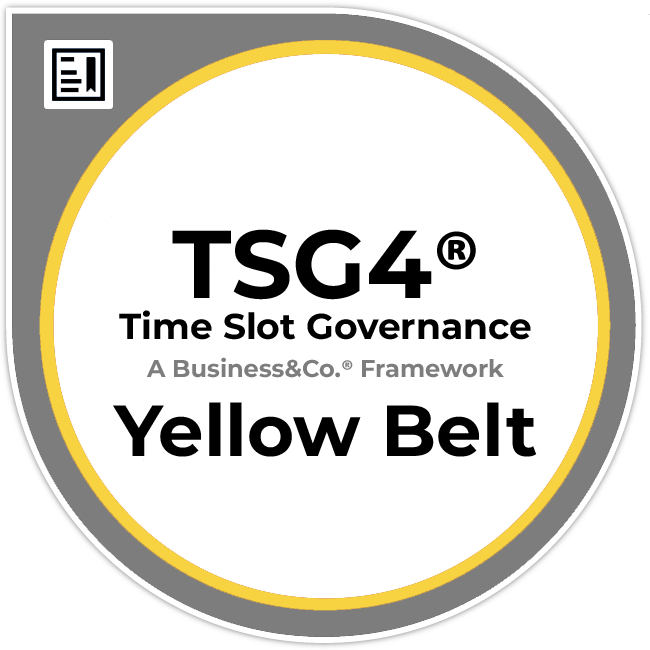 TSG4®
Time Slot Governance
A Business&Co.® Framework
Yellow Belt